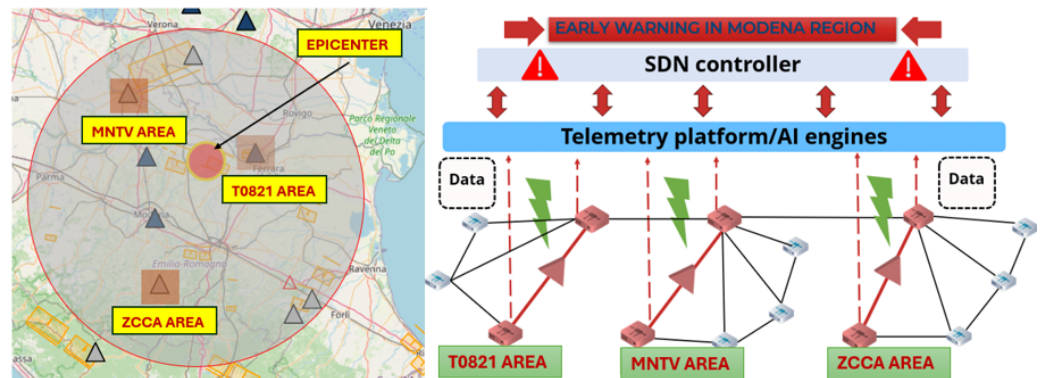 Verona
Venezia
EPICENTER
Rovigo
MNTV AREA
Parco Regionale
Veneto
del Delta
del Po
Ferrara
Parma
T0821 AREA
Modena
Emilia-Romagna
Ravenna
ZCCA AREA
Forlì
EARLY WARNING IN MODENA REGION
SDN controller
Telemetry platform/AI engines
Data
Data
T0821 AREA
MNTV AREA
ZCCA AREA